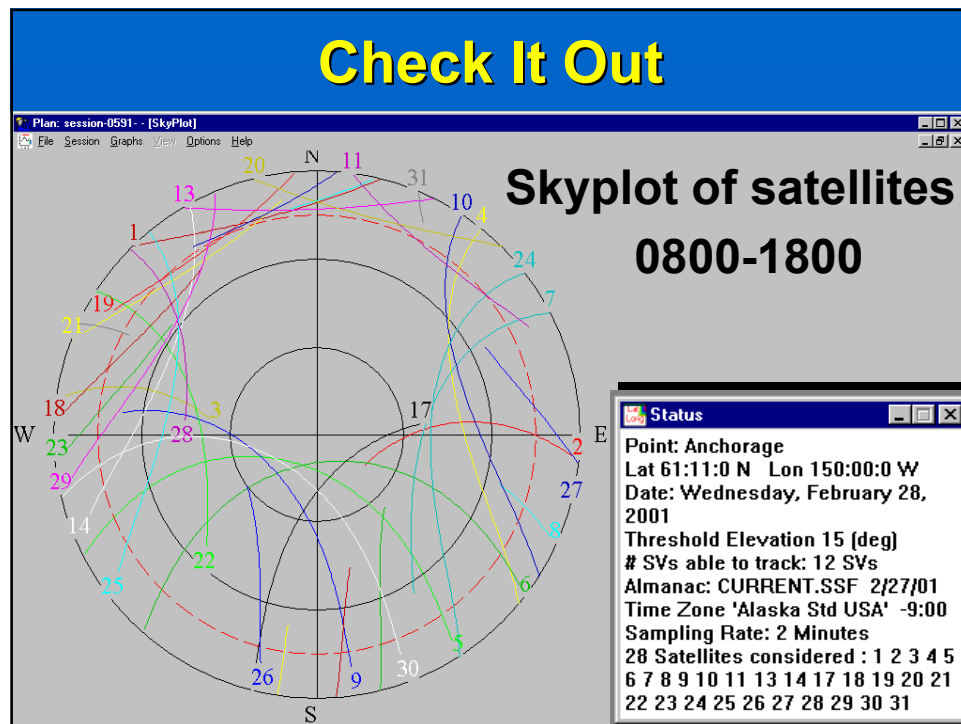 Check It Out
Plan: session-0591- - [SkyPlot]
File Session Graphs View Options Help
Skyplot of satellites
0800-1800
N
20
11
31
13
10
4
1
24
7
19
21
18
3
17
W
28
E
23
2
29
27
14
8
22
25
6
5
30
26
9
S
Lat Long
Status
Point: Anchorage
Lat 61:11:0 N Lon 150:00:0 W
Date: Wednesday, February 28,
2001
Threshold Elevation 15 (deg)
# SVs able to track: 12 SVs
Almanac: CURRENT.SSF 2/27/01
Time Zone 'Alaska Std USA' -9:00
Sampling Rate: 2 Minutes
28 Satellites considered : 1 2 3 4 5
6 7 8 9 10 11 13 14 17 18 19 20 21
22 23 24 25 26 27 28 29 30 31